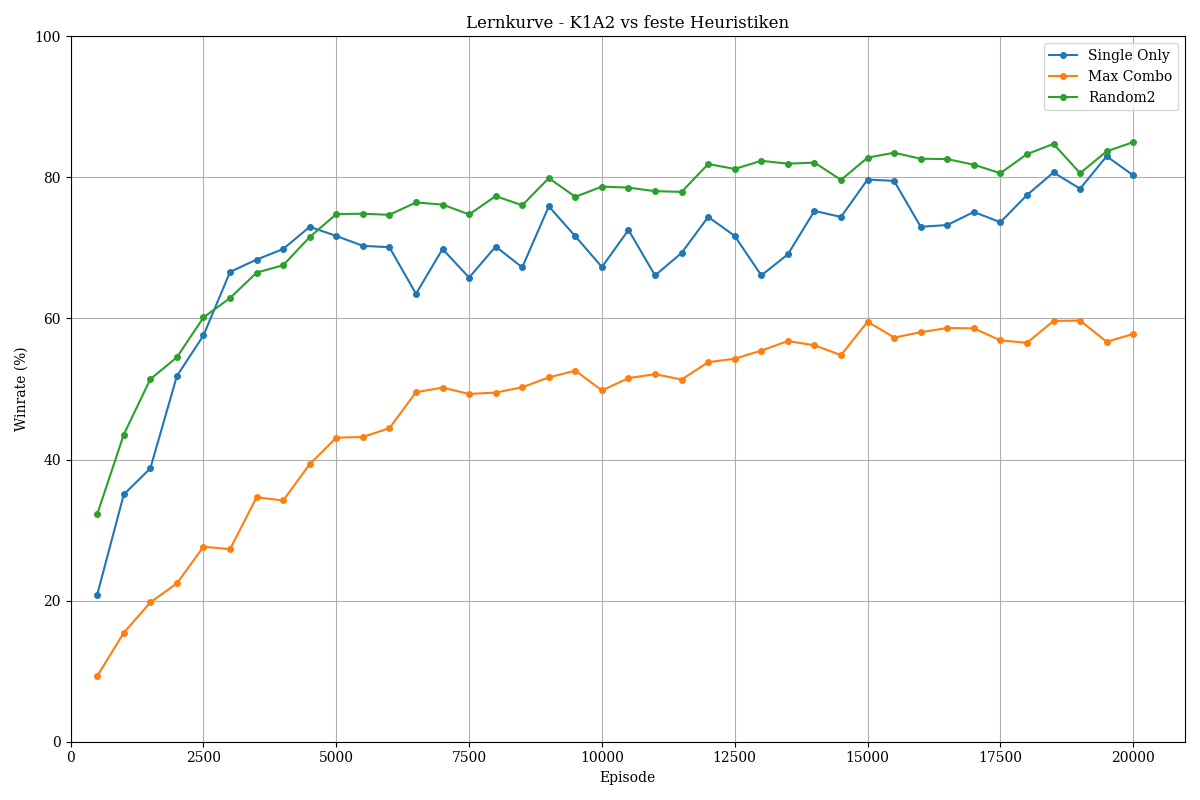 Lernkurve - K1A2 vs feste Heuristiken
Single Only
Max Combo
Random2
Winrate (%)
100
80
60
40
20
0
0 2500 5000 7500 10000 12500 15000 17500 20000
Episode